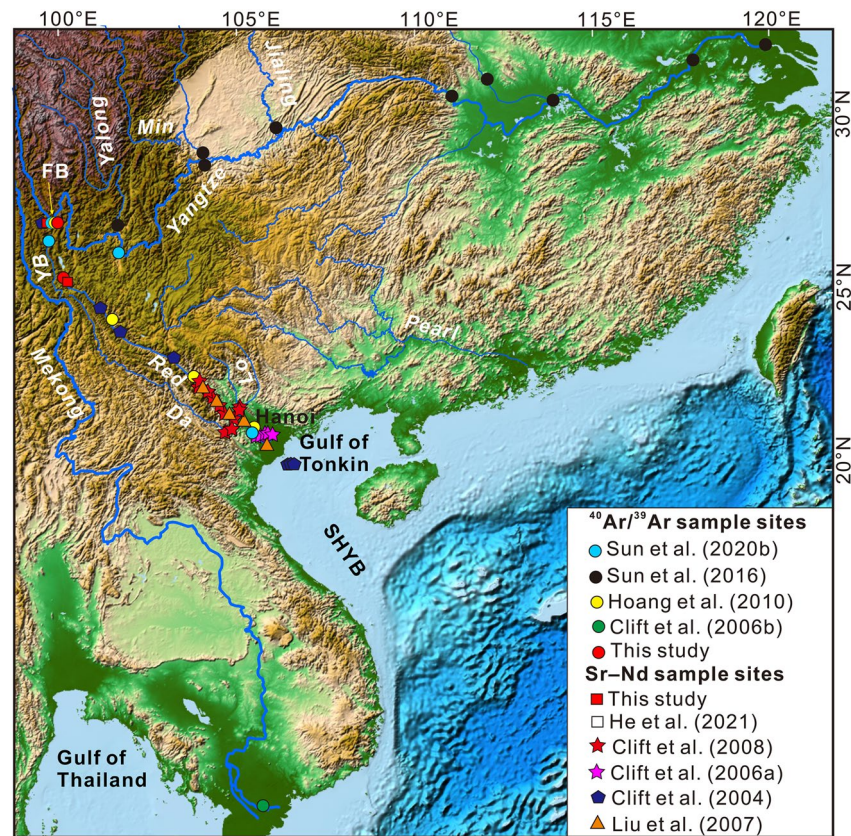 100°E
105°E
110°E
115°E
120°E
30°N
25°N
20°N
Jialing
Yalong
Min
FB
Yangtze
YB
Mekong
Pearl
Red
Lo
Da
Hanoi
Gulf of
Tonkin
SHYB
Gulf of
Thailand
⁴⁰Ar/³⁹Ar sample sites
Sun et al. (2020b)
Sun et al. (2016)
Hoang et al. (2010)
Clift et al. (2006b)
This study
Sr–Nd sample sites
This study
He et al. (2021)
Clift et al. (2008)
Clift et al. (2006a)
Clift et al. (2004)
Liu et al. (2007)